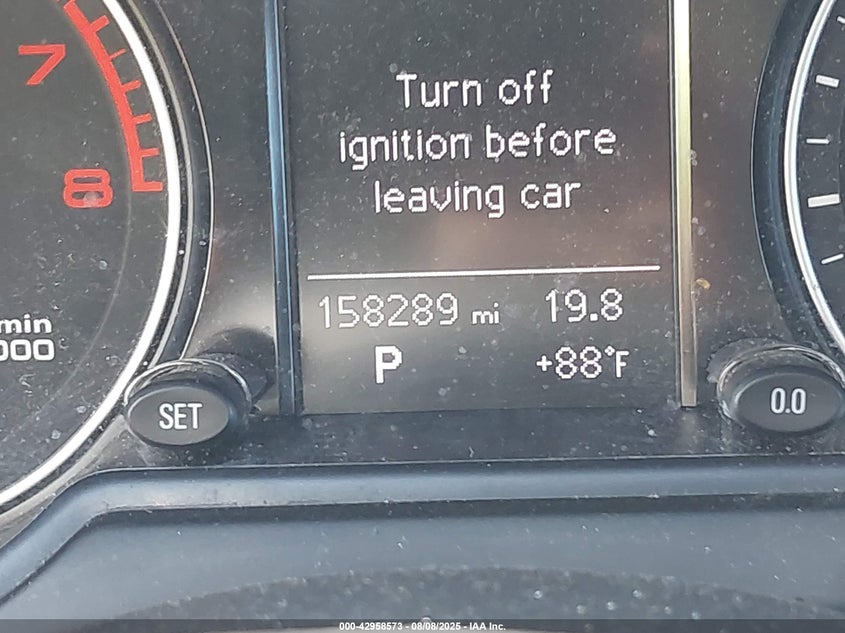 7
8
Turn off
ignition before
leaving car
158289 mi 19.8
P +88°F
min
000
SET
0.0
000-42958573 - 08/08/2025 - IAA Inc.